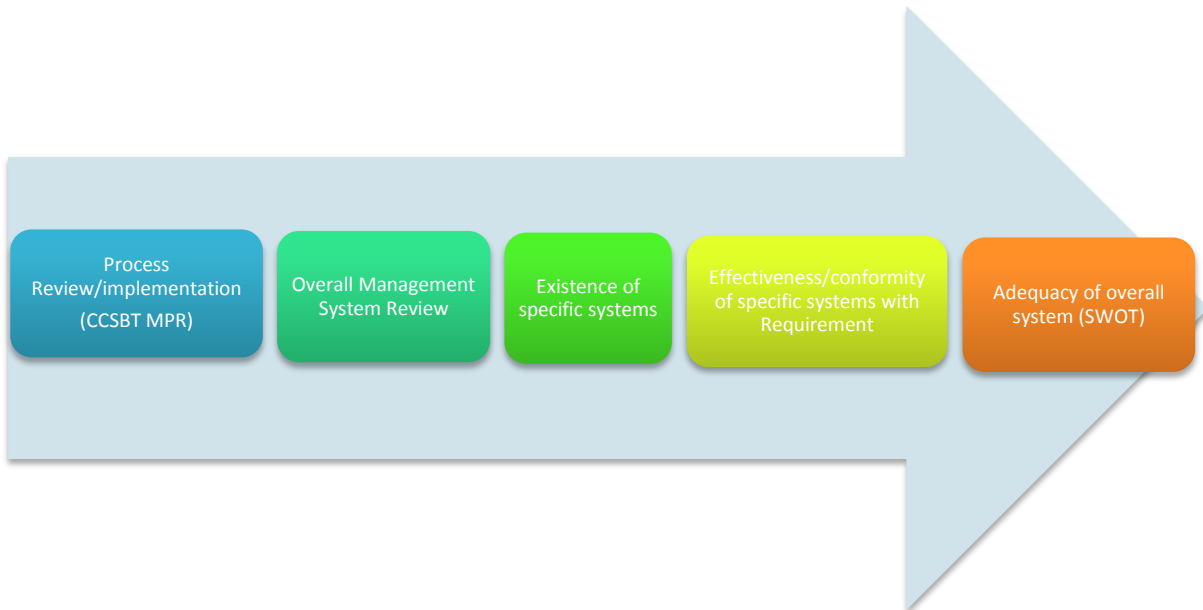 Process
Review/implementation
(CCSBT MPR)
Overall Management
System Review
Existence of
specific systems
Effectiveness/conformity
of specific systems with
Requirement
Adequacy of overall
system (SWOT)